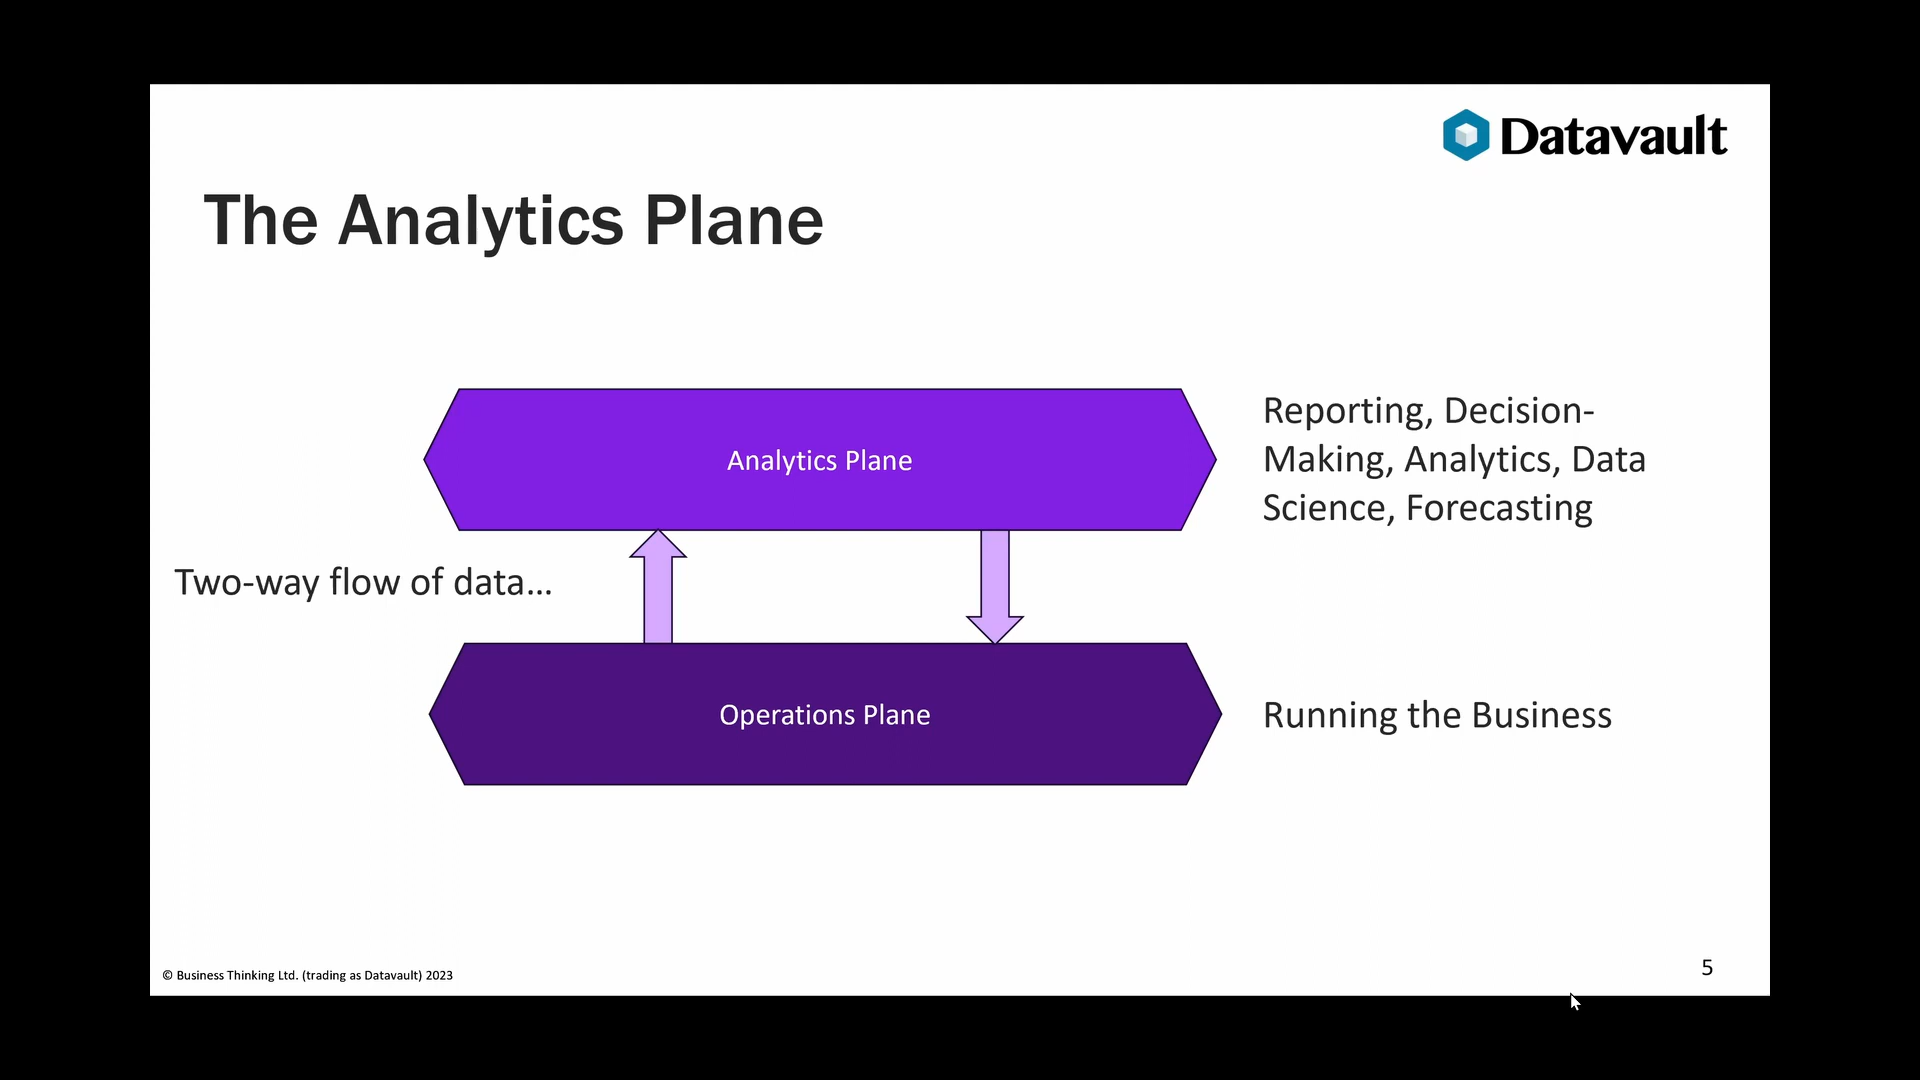 Datavault
The Analytics Plane
Analytics Plane
Reporting, Decision-
Making, Analytics, Data
Science, Forecasting
Two-way flow of data...
Operations Plane
Running the Business
© Business Thinking Ltd. (trading as Datavault) 2023
5